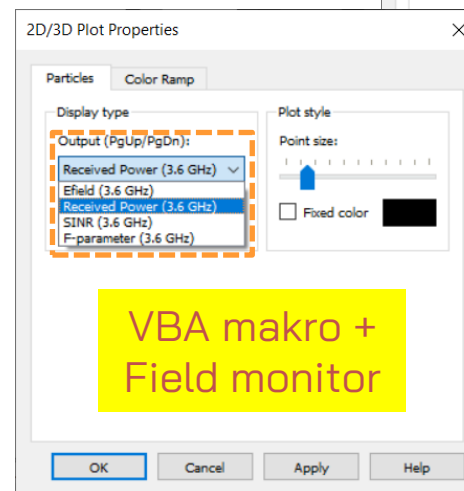 2D/3D Plot Properties
Particles
Color Ramp
Display type
Output (PgUp/PgDn):
Received Power (3.6 GHz)
Efield (3.6 GHz)
Received Power (3.6 GHz)
SINR (3.6 GHz)
F-parameter (3.6 GHz)
Plot style
Point size:
Fixed color
VBA makro +
Field monitor
OK
Cancel
Apply
Help